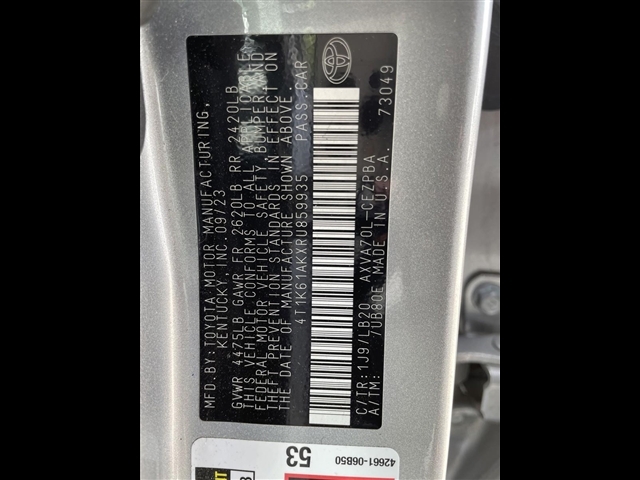 MFD.BY:TOYOTA MOTOR MANUFACTURING,
KENTUCKY, INC 09/23
GVWR 4475LB GAWR FR 2620LB RR 2420LB
THIS VEHICLE CONFORMS TO ALL APPLICABLE
FEDERAL MOTOR VEHICLE SAFETY, BUMPER, AND
THEFT PREVENTION STANDARDS IN EFFECT ON
THE DATE OF MANUFACTURE SHOWN ABOVE.
4T1K61AKXRU859935 PASS.CAR
C/TR:1J9/LB20 AXVA70L-CEZPBA
A/TM: 7UB80E MADE IN U.S.A. 73049
53
42661-06B50